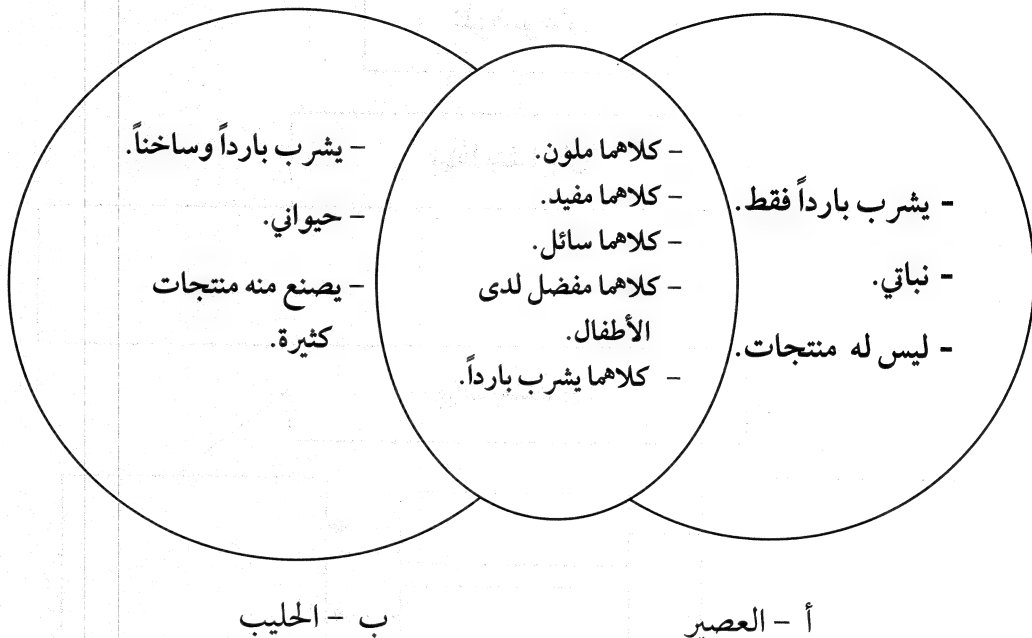 - يشرب بارداً فقط.
- نباتي.
- ليس له منتجات.
- كلاهما ملون.
- كلاهما مفيد.
- كلاهما سائل.
- كلاهما مفضل لدى
الأطفال.
- كلاهما يشرب بارداً.
- يشرب بارداً وساخناً.
- حيواني.
- يصنع منه منتجات
كثيرة.
أ - العصير
ب - الحليب